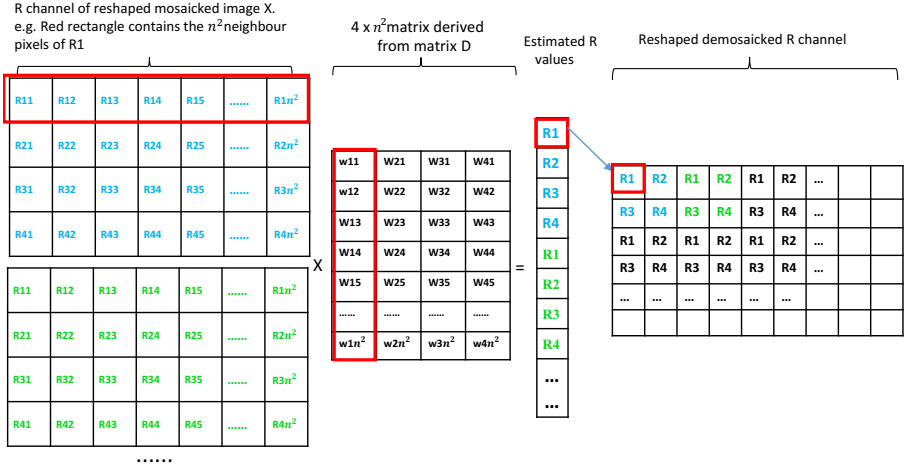 R channel of reshaped mosaicked image X.
e.g. Red rectangle contains the n² neighbour
pixels of R1
4 x n² matrix derived
from matrix D
Estimated R
values
Reshaped demosaicked R channel
R11 R12 R13 R14 R15 ...... R1n²
R21 R22 R23 R24 R25 ...... R2n²
R31 R32 R33 R34 R35 ...... R3n²
R41 R42 R43 R44 R45 ...... R4n²
R11 R12 R13 R14 R15 ...... R1n²
R21 R22 R23 R24 R25 ...... R2n²
R31 R32 R33 R34 R35 ...... R3n²
R41 R42 R43 R44 R45 ...... R4n²
......
X
w11 W21 W31 W41
w12 W22 W32 W42
W13 W23 W33 W43
W14 W24 W34 W44
W15 W25 W35 W45
...... ...... ...... ......
w1n² w2n² w3n² w4n²
=
R1
R2
R3
R4
R1
R2
R3
R4
...
...
R1 R2 R1 R2 R1 R2 ...
R3 R4 R3 R4 R3 R4 ...
R1 R2 R1 R2 R1 R2 ...
R3 R4 R3 R4 R3 R4 ...
... ... ... ... ... ...